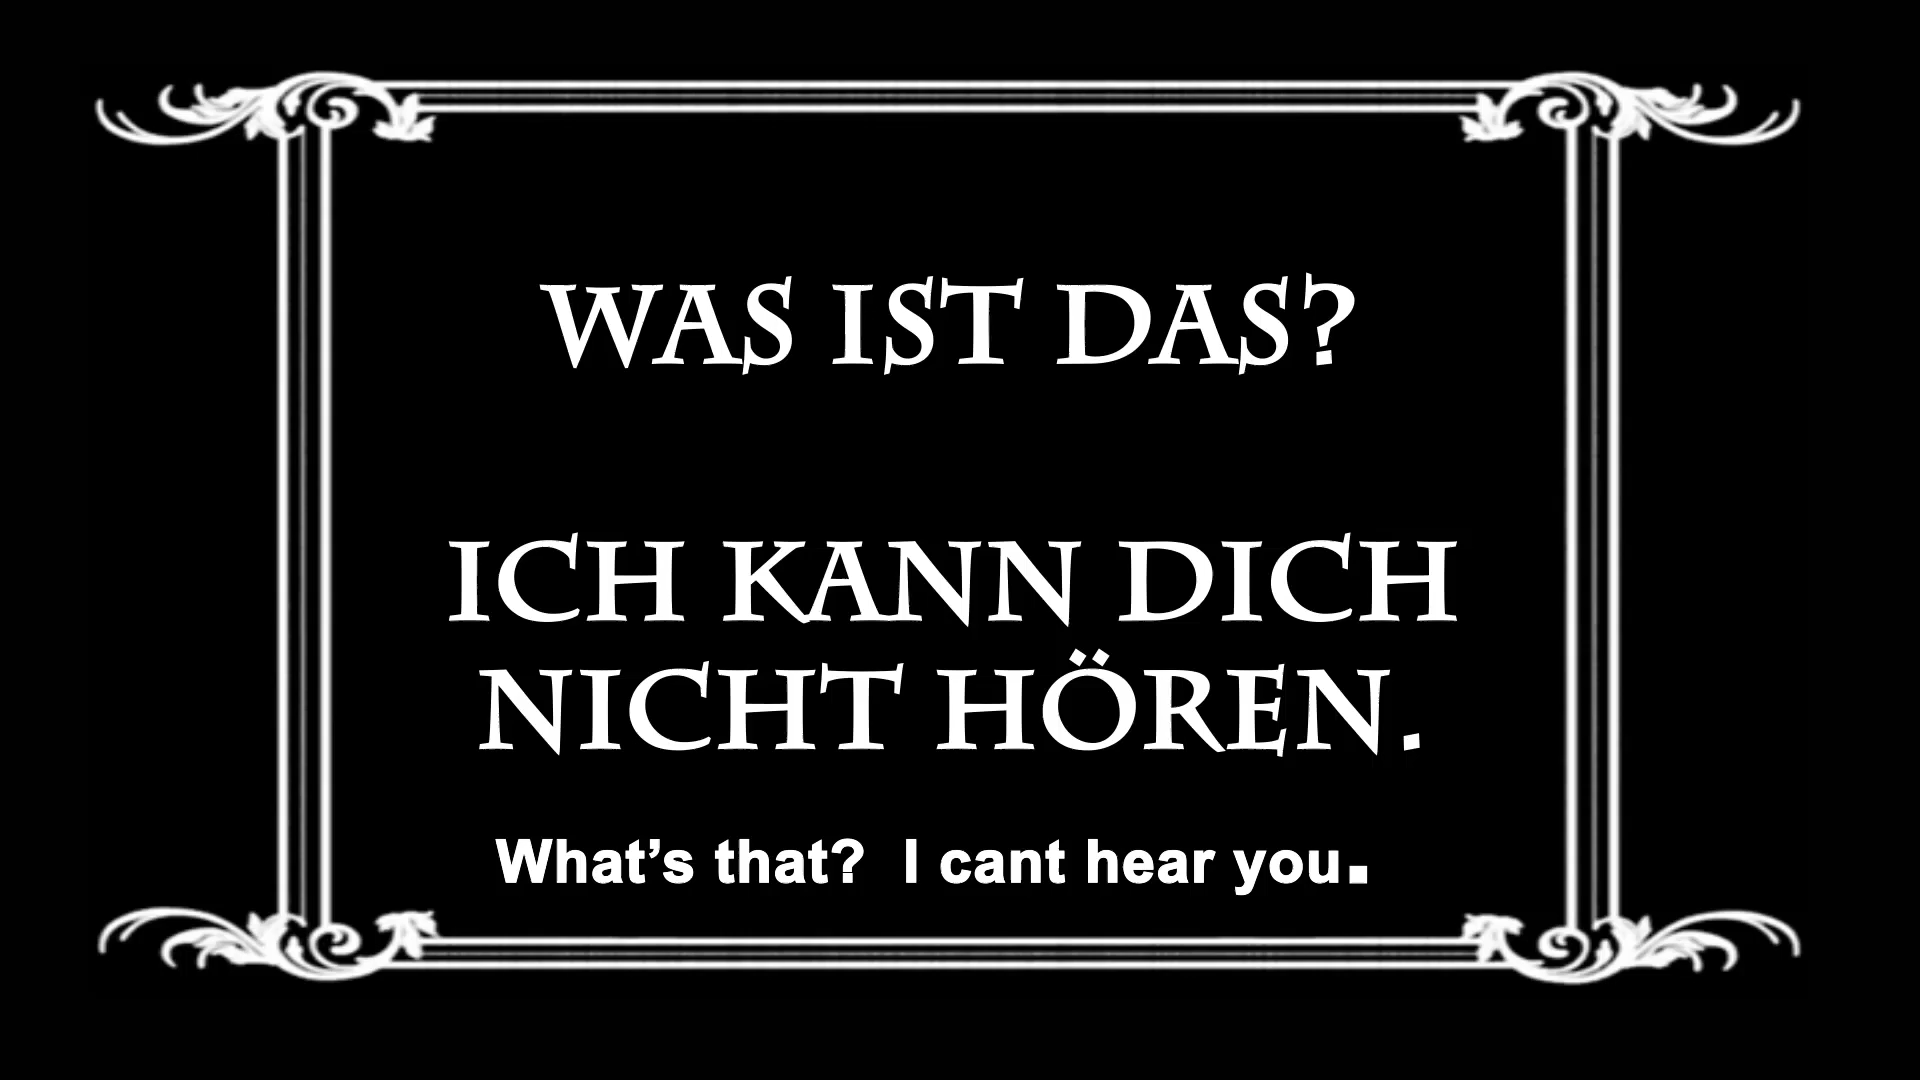 WAS IST DAS?
ICH KANN DICH
NICHT HÖREN.
What’s that?  I cant hear you.